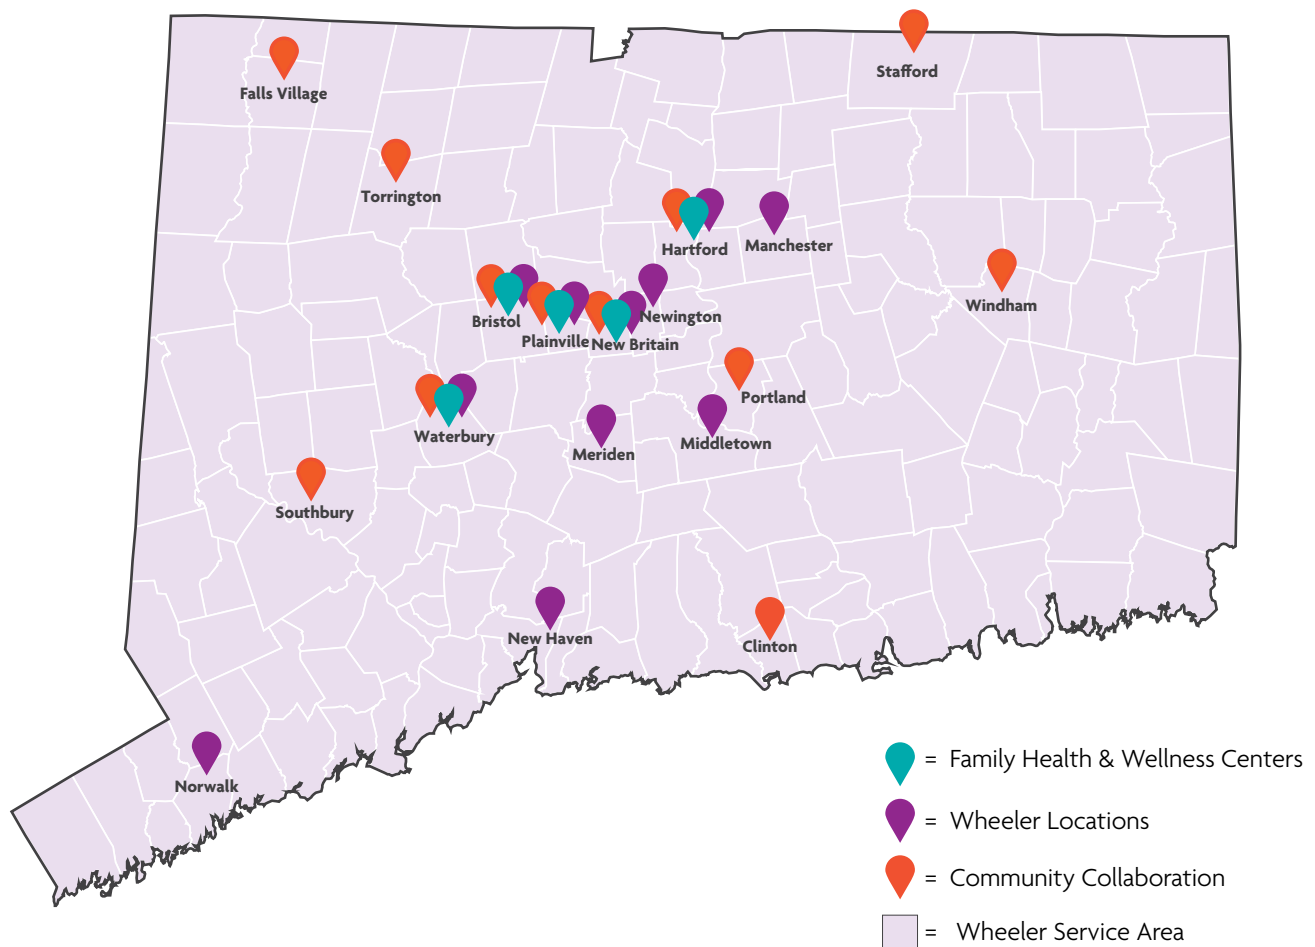 Stafford
Falls Village
Torrington
Hartford
Manchester
Windham
Bristol
Newington
Plainville
New Britain
Portland
Waterbury
Middletown
Meriden
Southbury
New Haven
Clinton
Norwalk
= Family Health & Wellness Centers
= Wheeler Locations
= Community Collaboration
= Wheeler Service Area